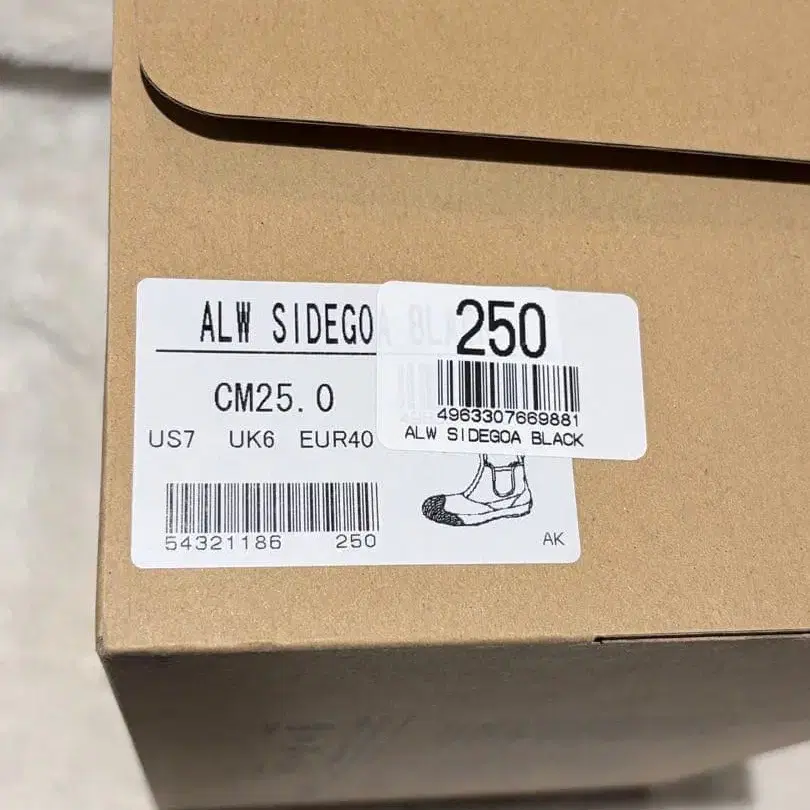 ALW SIDEGOA BLA
250
4963307669881
ALW SIDEGOA BLACK
CM25.0
US7 UK6 EUR40
54321186 250
AK